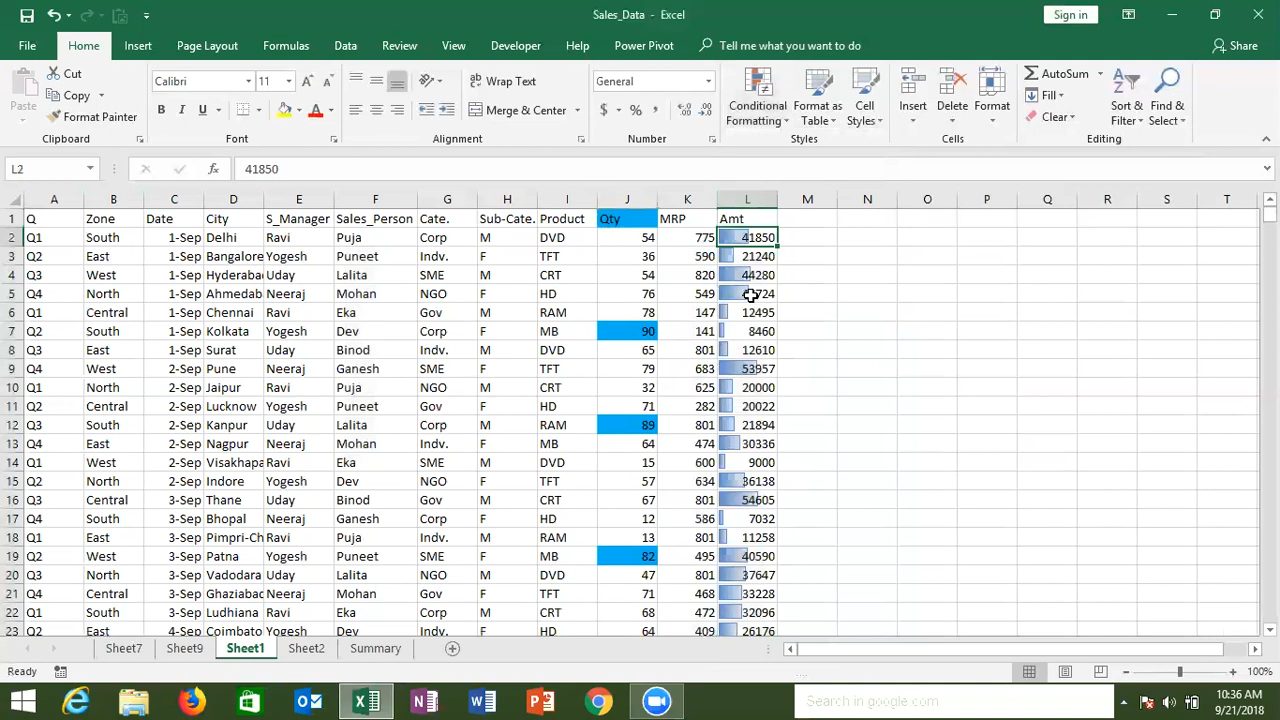 Sales_Data - Excel
Sign in
File Home Insert Page Layout Formulas Data Review View Developer Help Power Pivot Tell me what you want to do Share
Paste Cut Copy Format Painter Clipboard
Calibri 11 B I U Font
Wrap Text Merge & Center Alignment
General $ % , Number
Conditional Formatting Format as Table Cell Styles Styles
Insert Delete Format Cells
AutoSum Fill Clear Sort & Filter Find & Select Editing
L2 fx 41850
A B C D E F G H I J K L M N O P Q R S T
1 Q Zone Date City S_Manager Sales_Person Cate. Sub-Cate. Product Qty MRP Amt
2 Q1 South 1-Sep Delhi Ravi Puja Corp M DVD 54 775 41850
3 Q2 East 1-Sep Bangalore Yogesh Puneet Indv. F TFT 36 590 21240
4 Q3 West 1-Sep Hyderaba Uday Lalita SME M CRT 54 820 44280
5 Q4 North 1-Sep Ahmedab Neeraj Mohan NGO F HD 76 549 724
6 Q1 Central 1-Sep Chennai Ravi Eka Gov M RAM 78 147 12495
7 Q2 South 1-Sep Kolkata Yogesh Dev Corp F MB 90 141 8460
8 Q3 East 1-Sep Surat Uday Binod Indv. M DVD 65 801 12610
9 Q4 West 2-Sep Pune Neeraj Ganesh SME F TFT 79 683 53957
10 Q1 North 2-Sep Jaipur Ravi Puja NGO M CRT 32 625 20000
11 Q2 Central 2-Sep Lucknow Yogesh Puneet Gov F HD 71 282 20022
12 Q3 South 2-Sep Kanpur Uday Lalita Corp M RAM 89 801 21894
13 Q4 East 2-Sep Nagpur Neeraj Mohan Indv. F MB 64 474 30336
14 Q1 West 2-Sep Visakhapa Ravi Eka SME M DVD 15 600 9000
15 Q2 North 2-Sep Indore Yogesh Dev NGO F TFT 57 634 36138
16 Q3 Central 3-Sep Thane Uday Binod Gov M CRT 67 801 54605
17 Q4 South 3-Sep Bhopal Neeraj Ganesh Corp F HD 12 586 7032
18 Q1 East 3-Sep Pimpri-Ch Ravi Puja Indv. M RAM 13 801 11258
19 Q2 West 3-Sep Patna Yogesh Puneet SME F MB 82 495 40590
20 Q3 North 3-Sep Vadodara Uday Lalita NGO M DVD 47 801 37647
21 Q4 Central 3-Sep Ghaziabad Neeraj Mohan Gov F TFT 71 468 33228
22 Q1 South 3-Sep Ludhiana Ravi Eka Corp M CRT 68 472 32096
23 Q2 East 4-Sep Coimbato Yogesh Dev Indv. F HD 64 409 26176
Sheet7 Sheet9 Sheet1 Sheet2 Summary
Ready 100%
Search in google.com
10:36 AM
9/21/2018